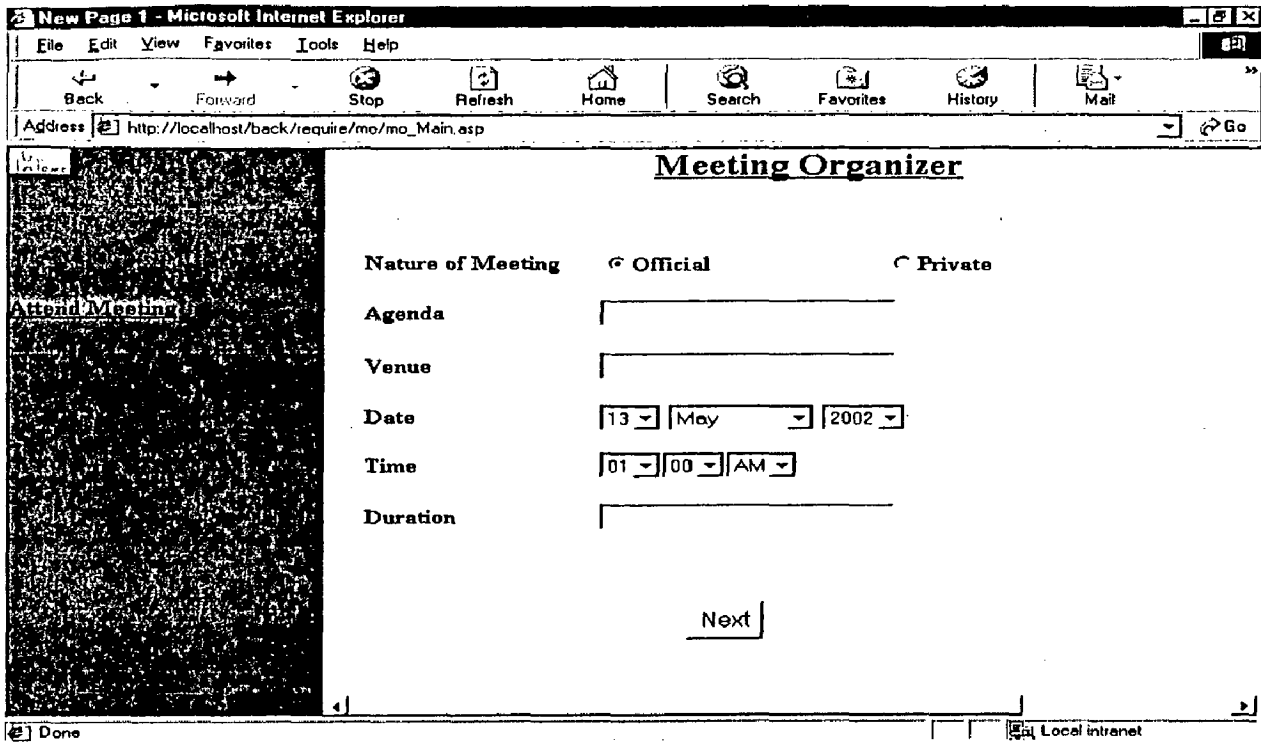 New Page 1 - Microsoft Internet Explorer
File Edit View Favorites Tools Help
Back Forward Stop Refresh Home Search Favorites History Mail »
Address http://localhost/back/require/mo/mo_Main.asp Go
Meeting Organizer
Nature of Meeting Official Private
Attend Meeting
Agenda
Venue
Date 13 May 2002
Time 01 00 AM
Duration
Next
Done Local intranet